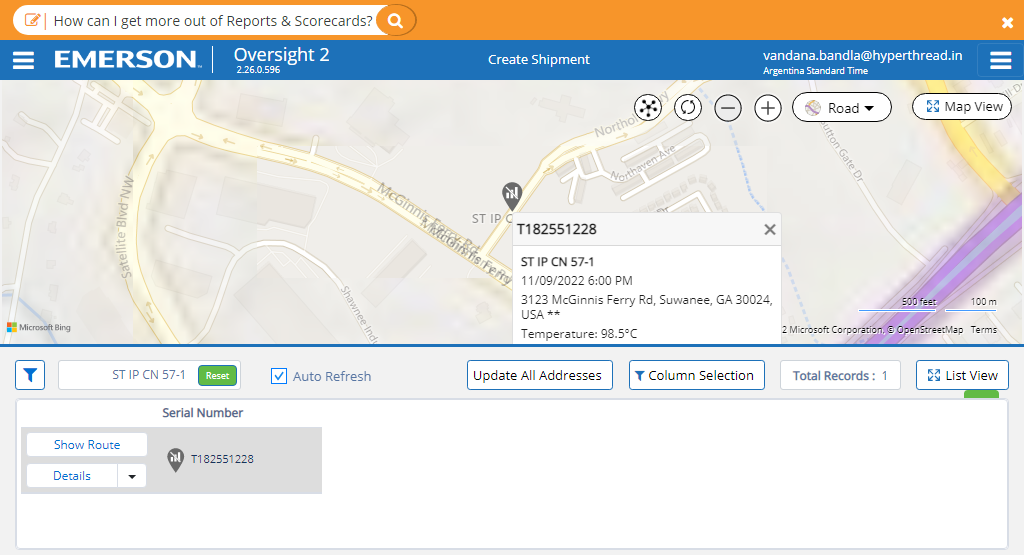 How can I get more out of Reports & Scorecards?
EMERSON
Oversight 2
2.26.0.596
Create Shipment
vandana.bandla@hyperthread.in
Argentina Standard Time
Road
Map View
Northo
Northaven Ave
utton Gate Dr
Satellite Blvd NW
McGinnis Ferry Rd
McGinnis Ferry
Shawnee Ind
ST IP C
T182551228
ST IP CN 57-1
11/09/2022 6:00 PM
3123 McGinnis Ferry Rd, Suwanee, GA 30024,
USA **
Temperature: 98.5°C
500 feet
100 m
Microsoft Bing
2 Microsoft Corporation, © OpenStreetMap Terms
ST IP CN 57-1
Reset
Auto Refresh
Update All Addresses
Column Selection
Total Records : 1
List View
Serial Number
Show Route
Details
T182551228